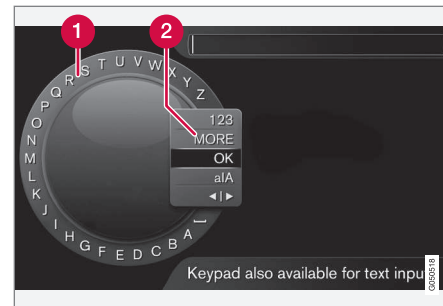 1
2
A B C D E F G H I J K L M N O P Q R S T U V W X Y Z
123
MORE
OK
a|A
◄|►
Keypad also available for text inpu
G050518